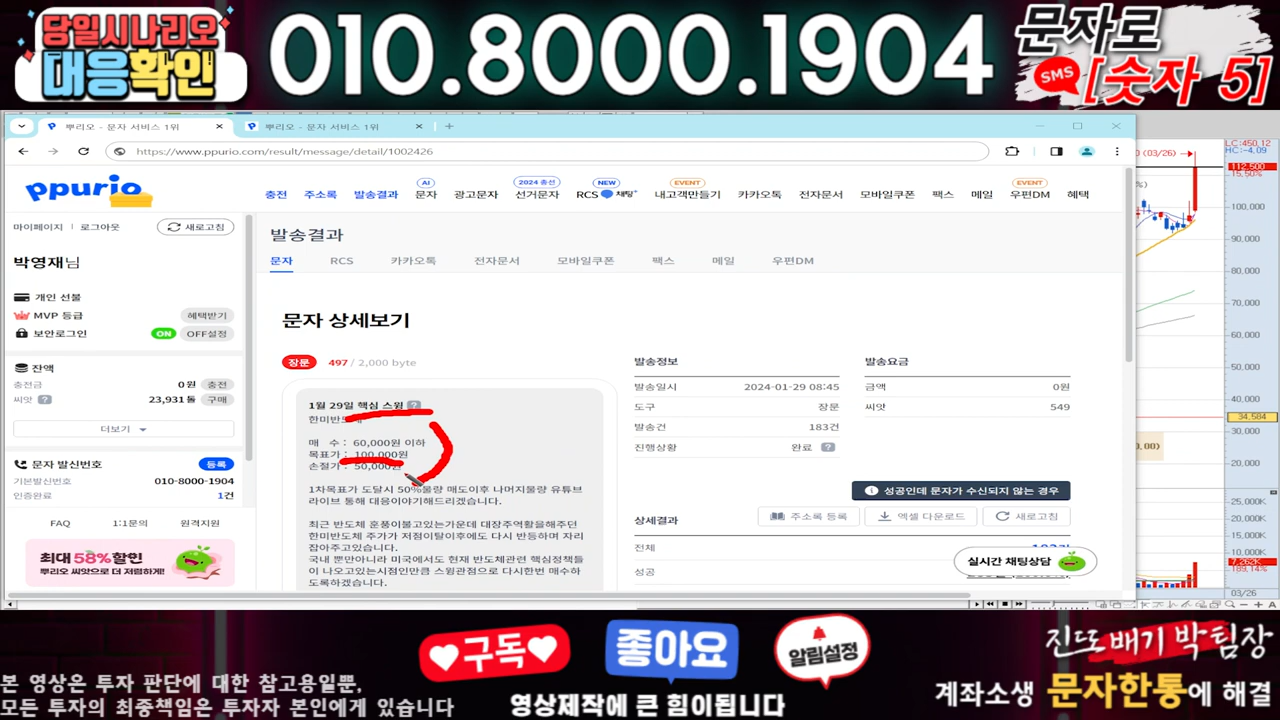 당일시나리오
대응확인
010.8000.1904
문자로
SMS [숫자 5]
뿌리오 - 문자 서비스 1위
뿌리오 - 문자 서비스 1위
https://www.ppurio.com/result/message/detail/1002426
ppurio
충전 주소록 발송결과 AI 문자 광고문자 2024 총선 선거문자 NEW RCS 채팅+ EVENT 내고객만들기 카카오톡 전자문서 모바일쿠폰 팩스 메일 EVENT 우편DM 혜택
마이페이지 | 로그아웃 새로고침
박영재님
개인 선불
MVP 등급 혜택받기
보안로그인 ON OFF설정
잔액
충전금 0원 충전
씨앗 ? 23,931톨 구매
더보기
문자 발신번호 등록
기본발신번호 010-8000-1904
인증완료 1건
FAQ 1:1문의 원격지원
최대 58%할인
뿌리오 씨앗으로 더 저렴하게!
발송결과
문자 RCS 카카오톡 전자문서 모바일쿠폰 팩스 메일 우편DM
문자 상세보기
장문 497 / 2,000 byte
1월 29일 핵심 스윙 ?
한미반도체
매 수 : 60,000원 이하
목표가 : 100,000원
손절가 : 50,000원
1차목표가 도달시 50%물량 매도이후 나머지물량 유튜브
라이브 통해 대응이야기해드리겠습니다.
최근 반도체 훈풍이불고있는가운데 대장주역활을해주던
한미반도체 주가가 저점이탈이후에도 다시 반등하며 자리
잡아주고있습니다.
국내 뿐만아니라 미국에서도 현재 반도체관련 핵심정책들
이 나오고있는시점인만큼 스윙관점으로 다시한번 매수하
도록하겠습니다.
발송정보
발송일시 2024-01-29 08:45
도구 장문
발송건 183건
진행상황 완료 ?
발송요금
금액 0원
씨앗 549
성공인데 문자가 수신되지 않는 경우
상세결과 주소록 등록 엑셀 다운로드 새로고침
전체
성공
실시간 채팅상담
(03/26)
LC:450.12
HC:-4.09
112,500
15.50%
100,000
90,000
80,000
70,000
60,000
50,000
40,000
34,584
30,000
20,000
25,000K
20,000K
15,000K
10,000K
7,262K
189.14%
03/26
구독
좋아요
알림설정
영상제작에 큰 힘이됩니다
본 영상은 투자 판단에 대한 참고용일뿐,
모든 투자의 최종책임은 투자자 본인에게 있습니다
진또배기 박팀장
계좌소생 문자한통에 해결